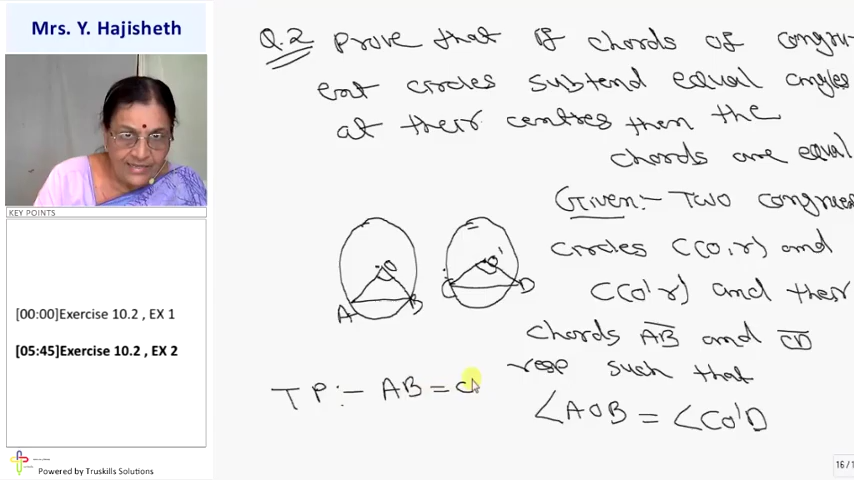 Mrs. Y. Hajisheth
Q.2 Prove that if chords of congru-
ent circles subtend equal angles
at their centres then the
chords are equal
Given:- Two congruen
circles C(O,r) and
C(O'r) and their
chords AB and CD
resp such that
∠AOB = ∠CO'D
O
A B
O'
C D
TP:- AB = C
KEY POINTS
[00:00]Exercise 10.2 , EX 1
[05:45]Exercise 10.2 , EX 2
Powered by Truskills Solutions
16/1